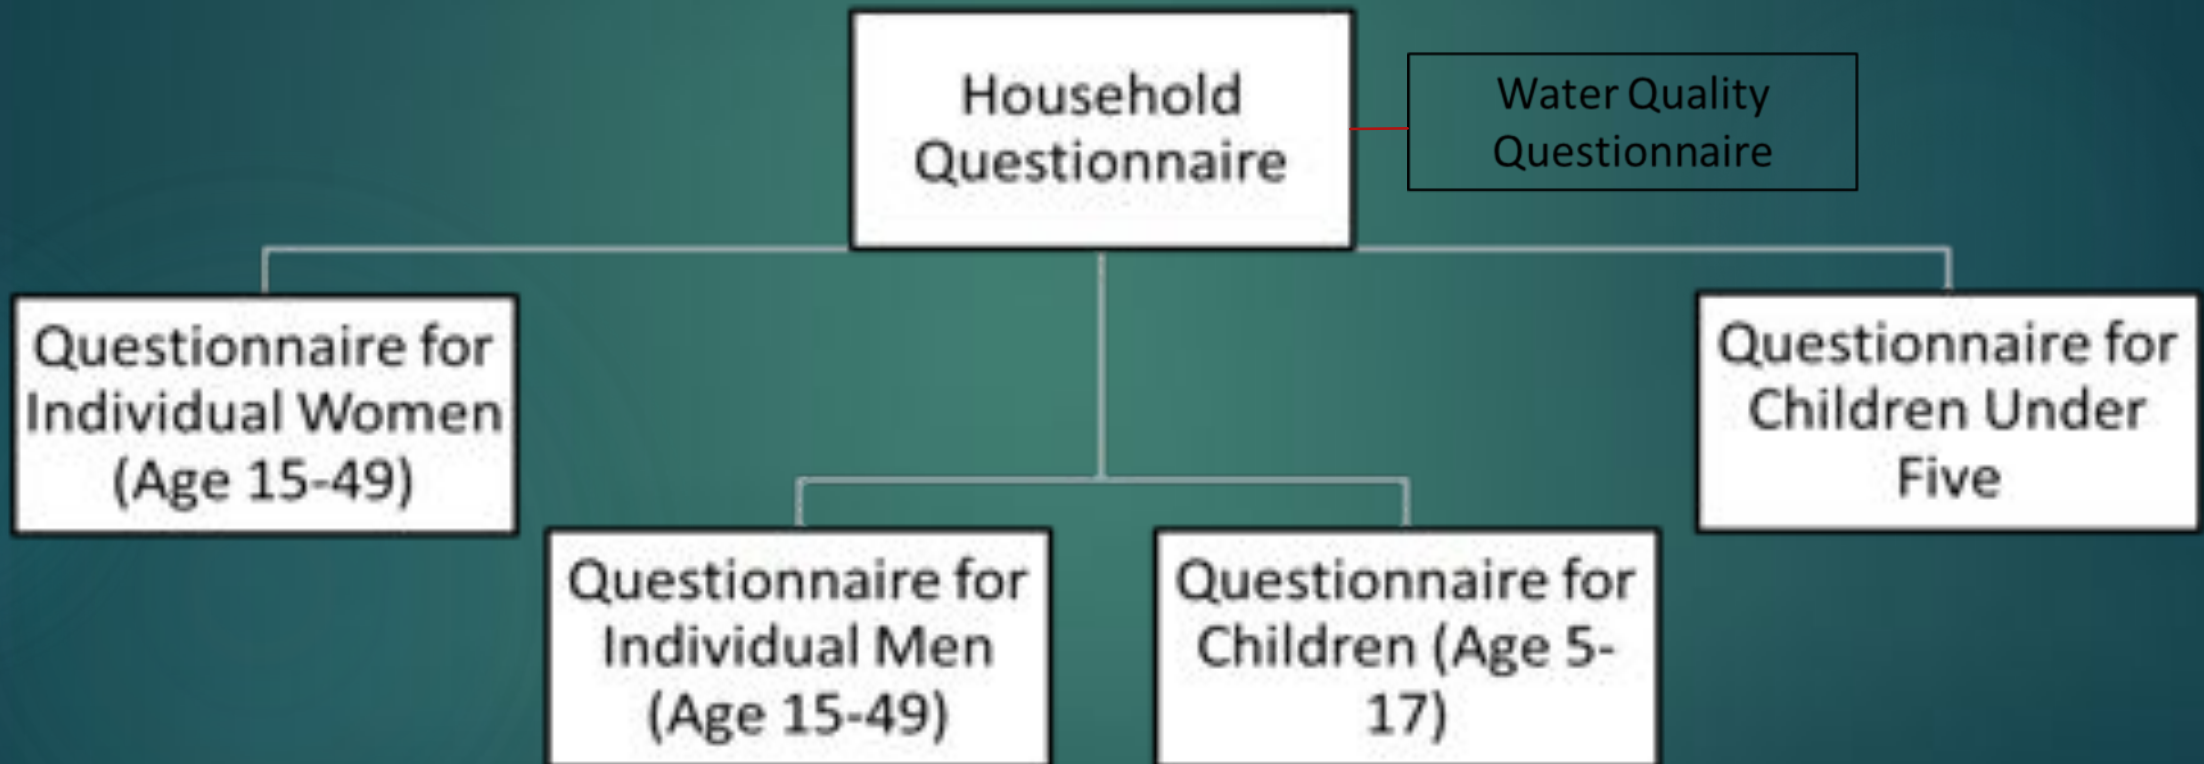 Household
Questionnaire
Water Quality
Questionnaire
Questionnaire for
Individual Women
(Age 15-49)
Questionnaire for
Individual Men
(Age 15-49)
Questionnaire for
Children (Age 5-
17)
Questionnaire for
Children Under
Five